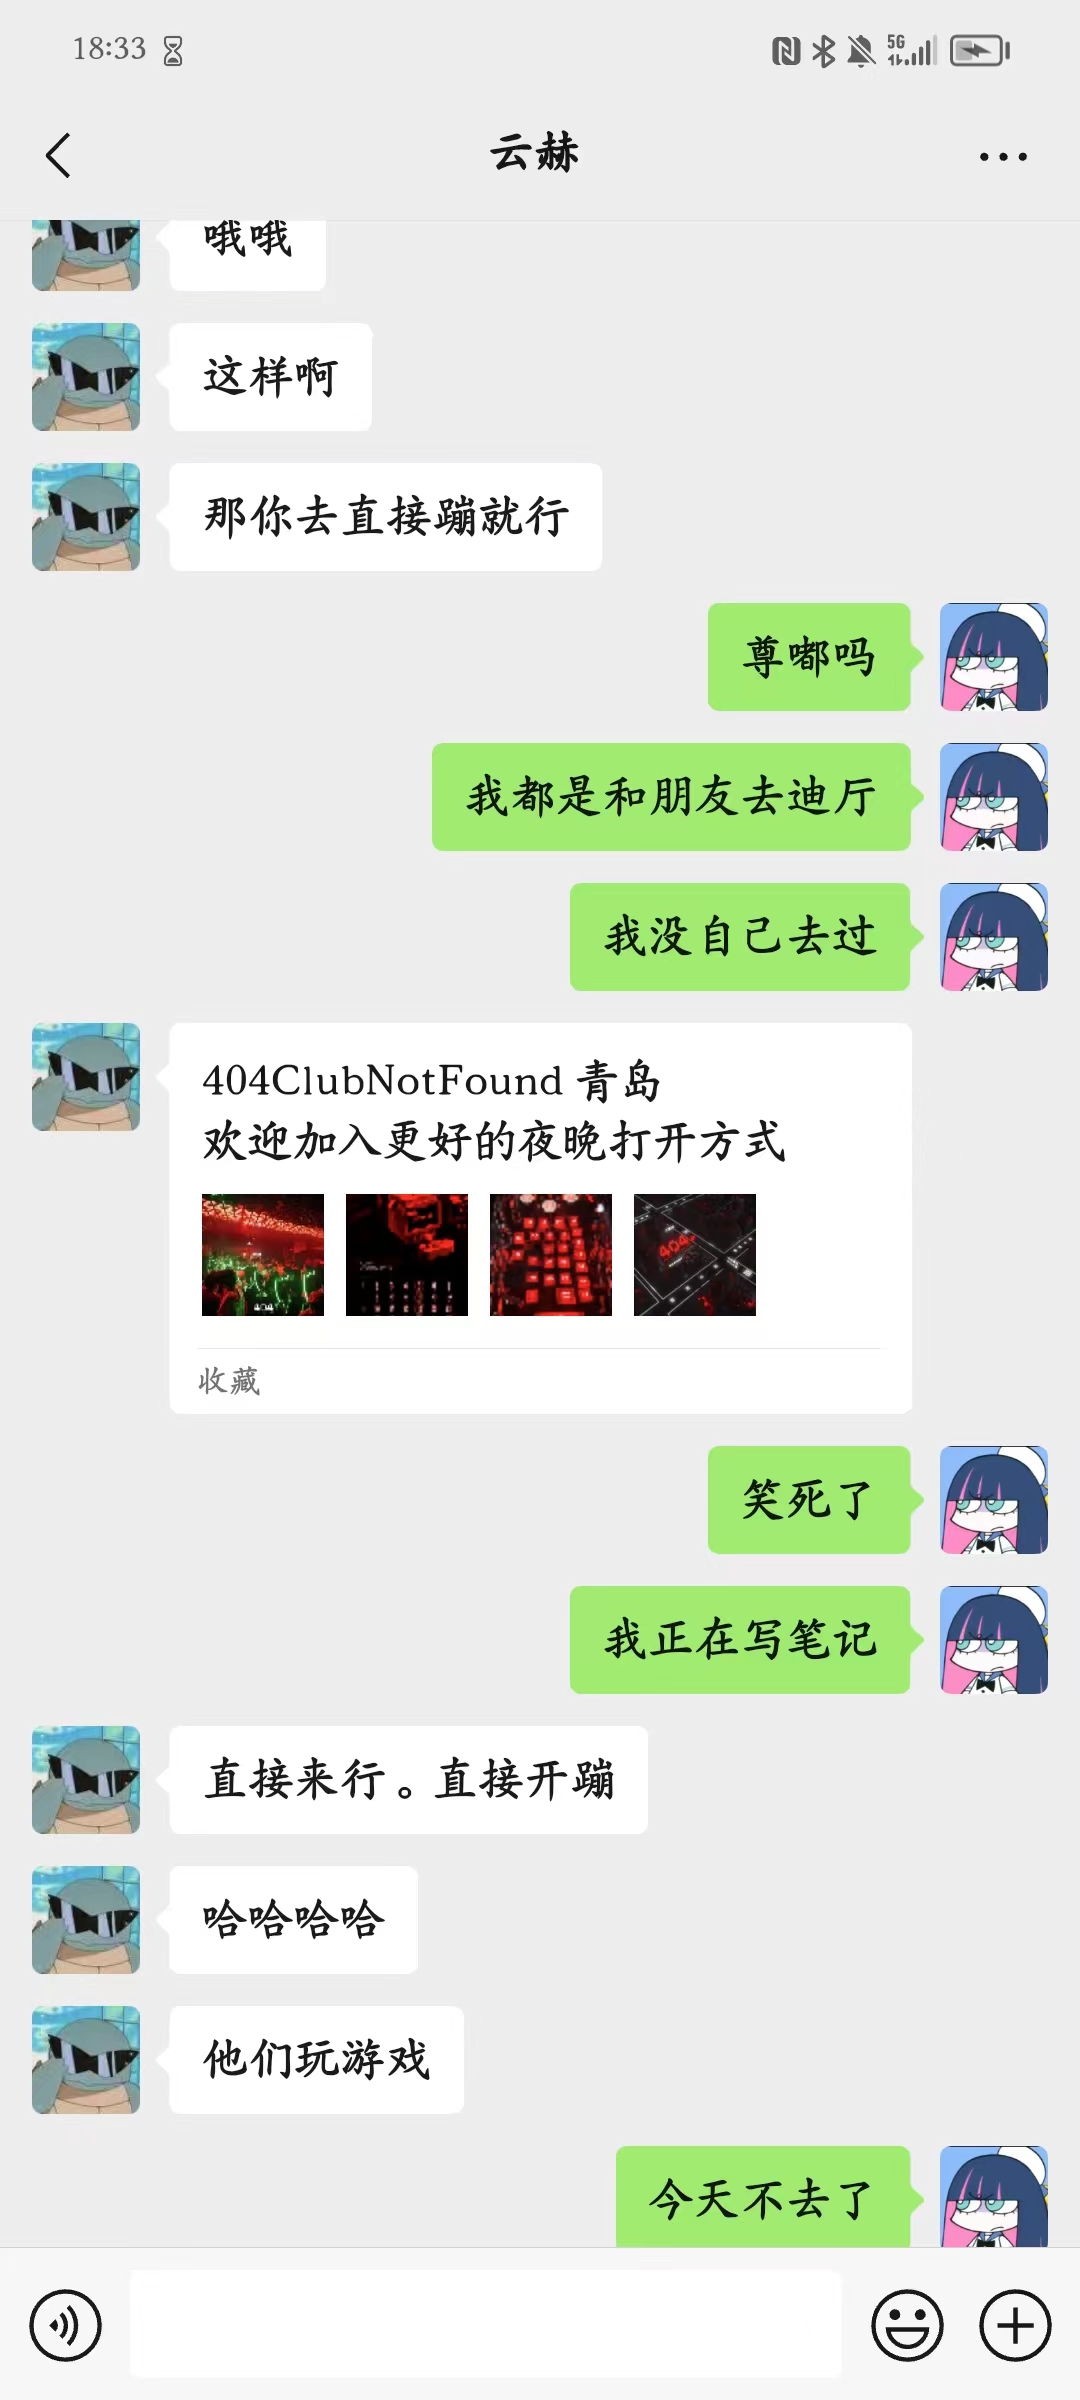 18:33
5G
云赫
哦哦
这样啊
那你去直接蹦就行
尊嘟吗
我都是和朋友去迪厅
我没自己去过
404ClubNotFound 青岛
欢迎加入更好的夜晚打开方式
404
404
收藏
笑死了
我正在写笔记
直接来行。直接开蹦
哈哈哈哈
他们玩游戏
今天不去了